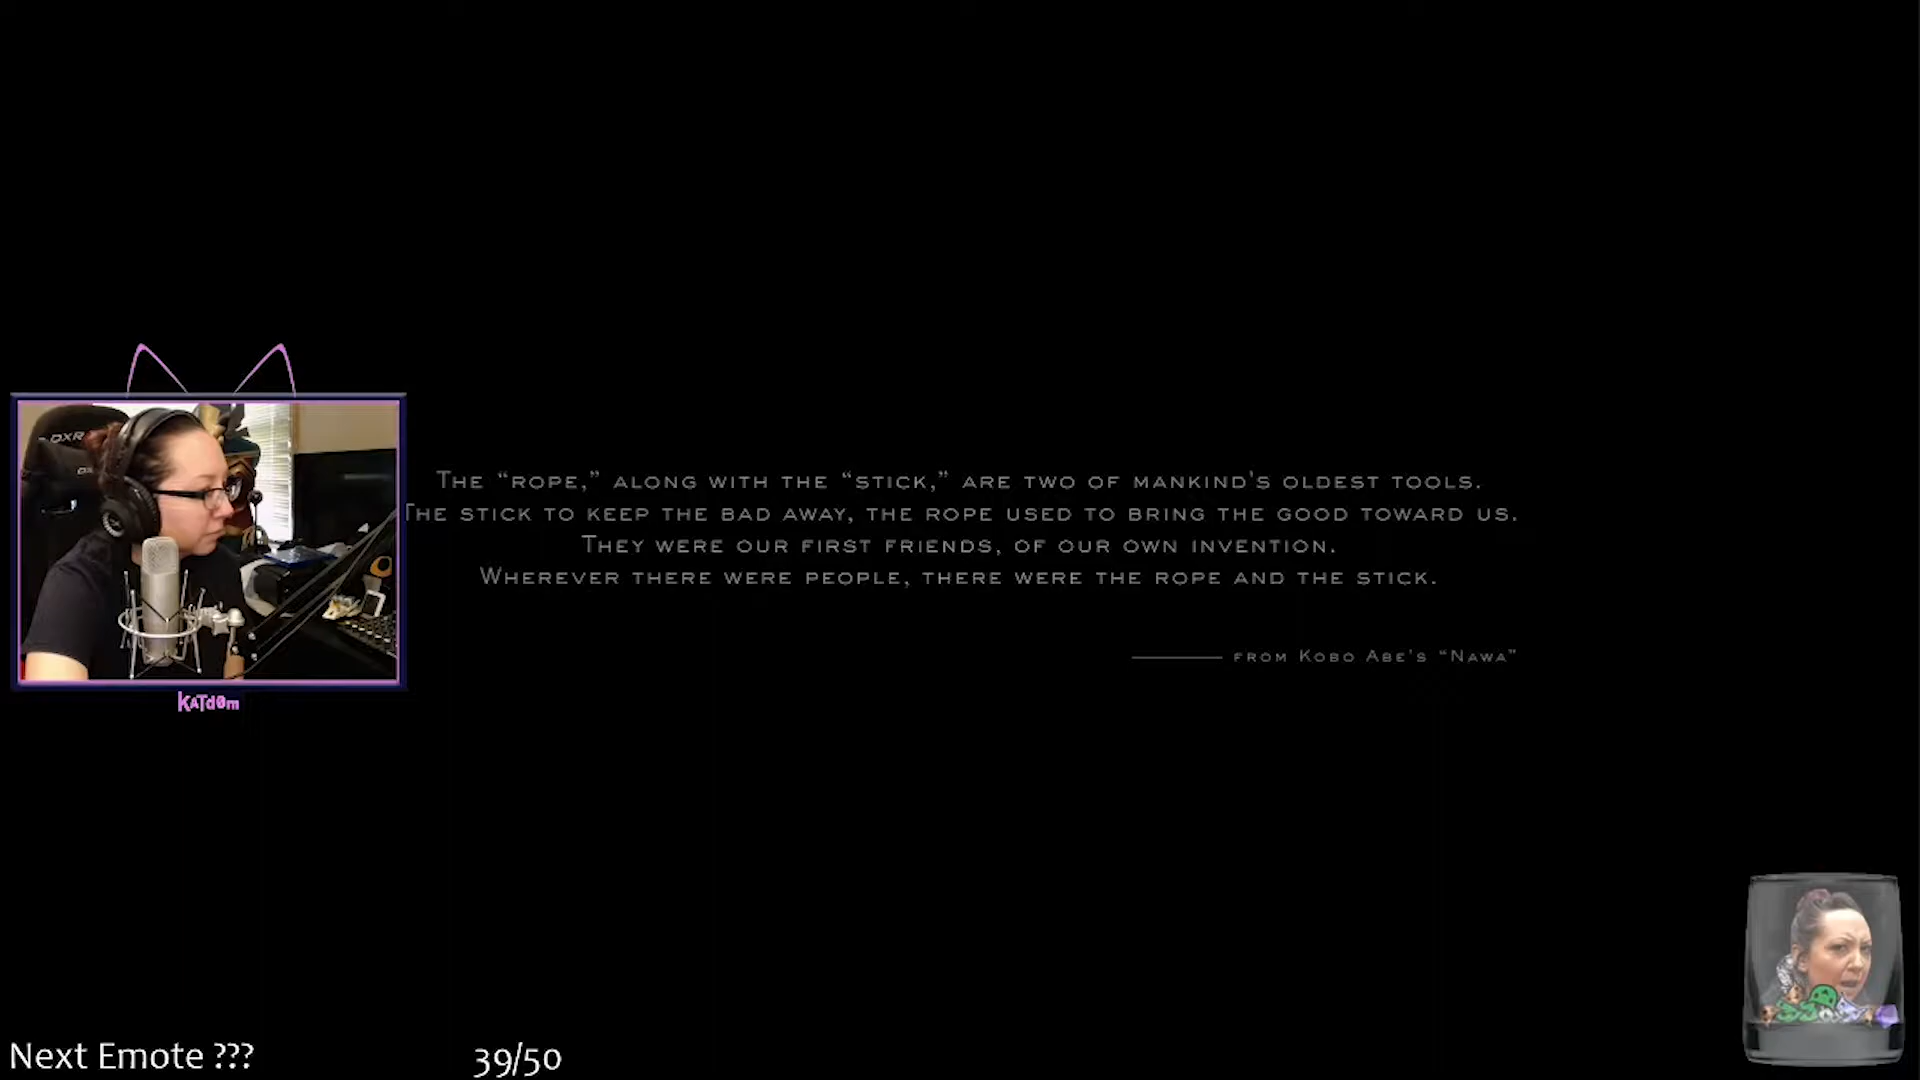 The “rope,” along with the “stick,” are two of mankind's oldest tools.
The stick to keep the bad away, the rope used to bring the good toward us.
They were our first friends, of our own invention.
Wherever there were people, there were the rope and the stick.
from Kobo Abe's “Nawa”
DXR
KATd0m
Next Emote ???
39/50